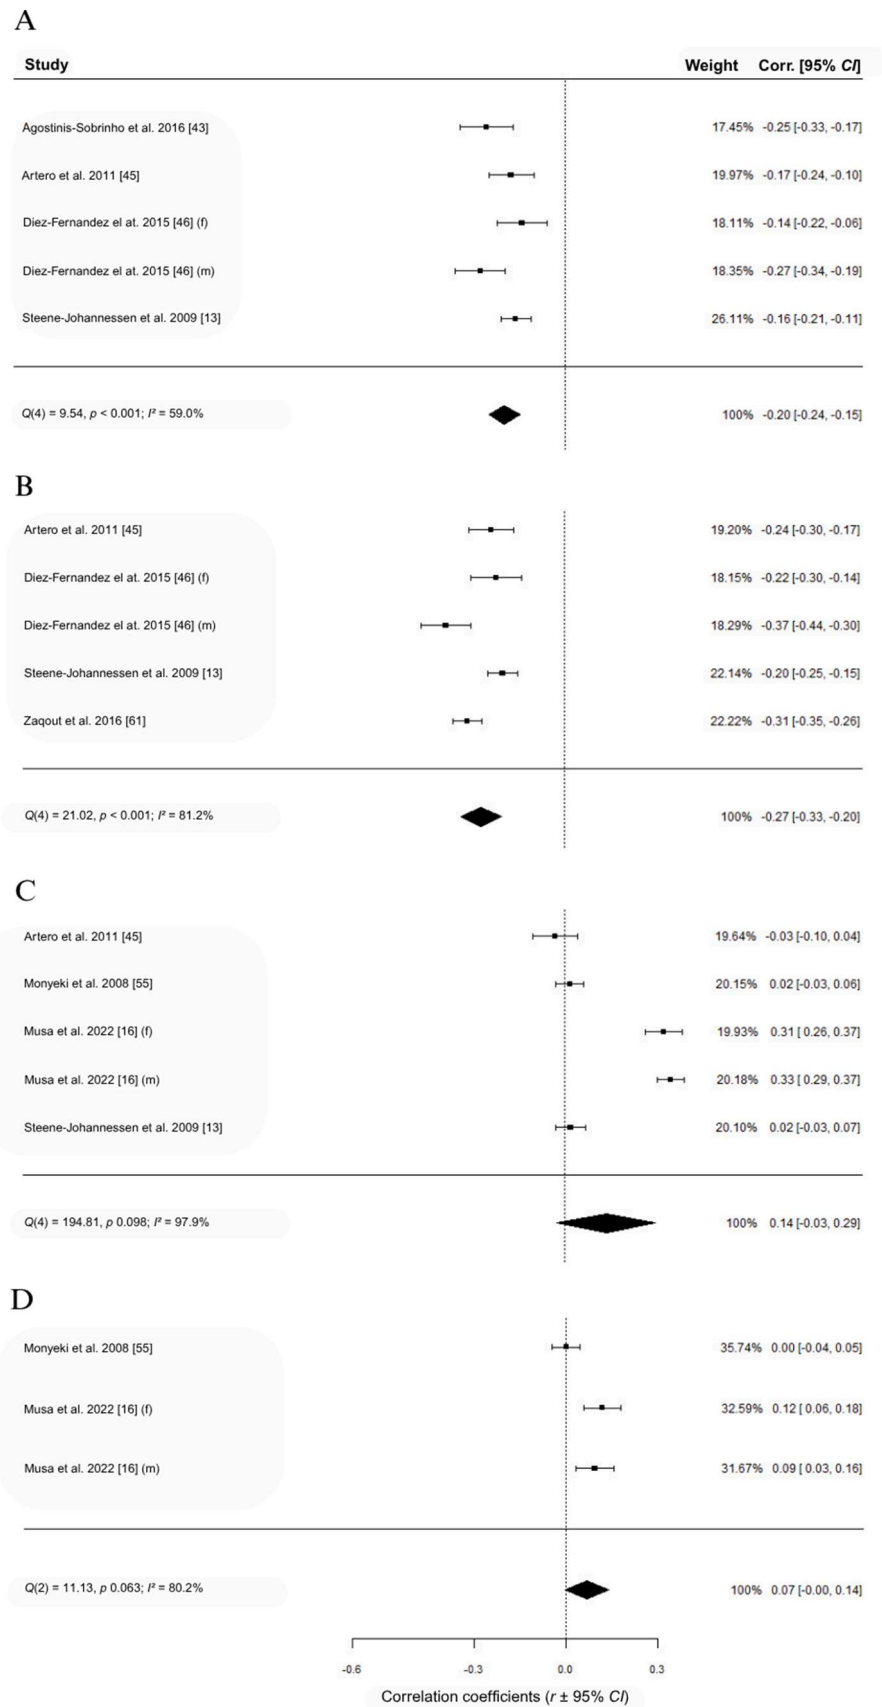 A
Study Weight Corr. [95% CI]
Agostinis-Sobrinho et al. 2016 [43] 17.45% -0.25 [-0.33, -0.17]
Artero et al. 2011 [45] 19.97% -0.17 [-0.24, -0.10]
Diez-Fernandez el at. 2015 [46] (f) 18.11% -0.14 [-0.22, -0.06]
Diez-Fernandez el at. 2015 [46] (m) 18.35% -0.27 [-0.34, -0.19]
Steene-Johannessen et al. 2009 [13] 26.11% -0.16 [-0.21, -0.11]
Q(4) = 9.54, p < 0.001; I² = 59.0% 100% -0.20 [-0.24, -0.15]
B
Artero et al. 2011 [45] 19.20% -0.24 [-0.30, -0.17]
Diez-Fernandez el at. 2015 [46] (f) 18.15% -0.22 [-0.30, -0.14]
Diez-Fernandez el at. 2015 [46] (m) 18.29% -0.37 [-0.44, -0.30]
Steene-Johannessen et al. 2009 [13] 22.14% -0.20 [-0.25, -0.15]
Zaqout et al. 2016 [61] 22.22% -0.31 [-0.35, -0.26]
Q(4) = 21.02, p < 0.001; I² = 81.2% 100% -0.27 [-0.33, -0.20]
C
Artero et al. 2011 [45] 19.64% -0.03 [-0.10, 0.04]
Monyeki et al. 2008 [55] 20.15% 0.02 [-0.03, 0.06]
Musa et al. 2022 [16] (f) 19.93% 0.31 [ 0.26, 0.37]
Musa et al. 2022 [16] (m) 20.18% 0.33 [ 0.29, 0.37]
Steene-Johannessen et al. 2009 [13] 20.10% 0.02 [-0.03, 0.07]
Q(4) = 194.81, p 0.098; I² = 97.9% 100% 0.14 [-0.03, 0.29]
D
Monyeki et al. 2008 [55] 35.74% 0.00 [-0.04, 0.05]
Musa et al. 2022 [16] (f) 32.59% 0.12 [ 0.06, 0.18]
Musa et al. 2022 [16] (m) 31.67% 0.09 [ 0.03, 0.16]
Q(2) = 11.13, p 0.063; I² = 80.2% 100% 0.07 [-0.00, 0.14]
-0.6 -0.3 0.0 0.3
Correlation coefficients (r ± 95% CI)